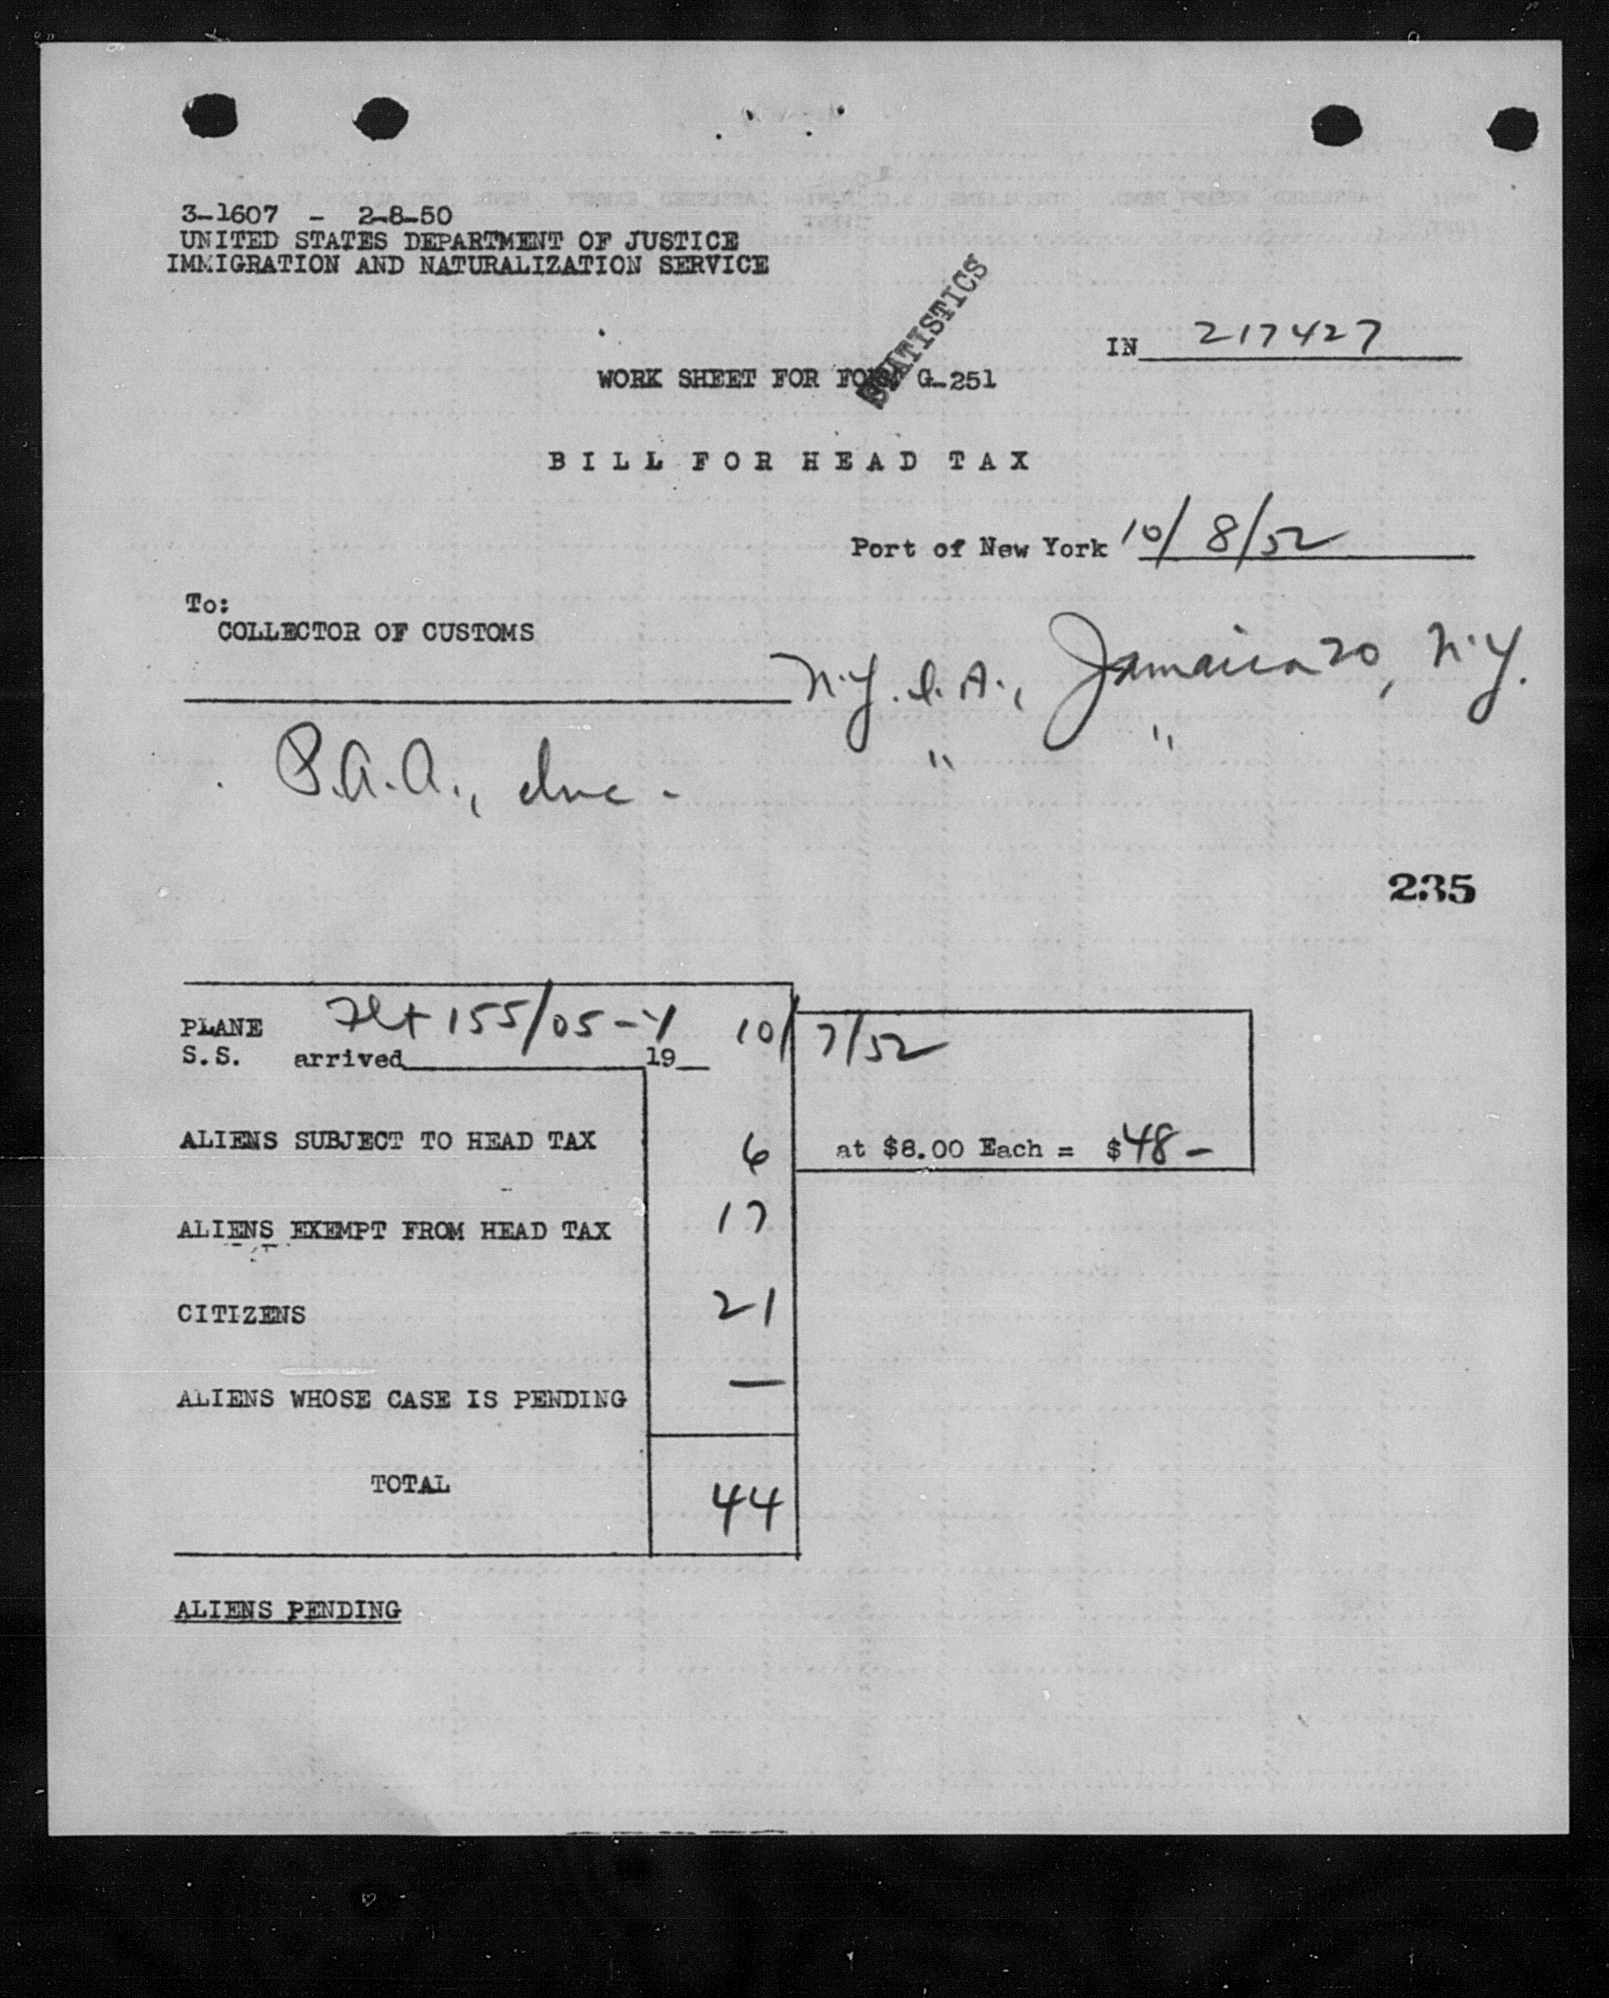 3-1607 - 2-8-50
UNITED STATES DEPARTMENT OF JUSTICE
IMMIGRATION AND NATURALIZATION SERVICE
STATISTICS
IN 217427
WORK SHEET FOR FORM G-251
BILL FOR HEAD TAX
Port of New York 10/8/52
To:
COLLECTOR OF CUSTOMS
N.Y.I.A., Jamaica 20, N.Y.
P.A.A., Inc. " "
235
PLANE Flt 155/05-Y 10/7/52
S.S. arrived 19
ALIENS SUBJECT TO HEAD TAX 6 at $8.00 Each = $48-
ALIENS EXEMPT FROM HEAD TAX 17
CITIZENS 21
ALIENS WHOSE CASE IS PENDING —
TOTAL 44
ALIENS PENDING